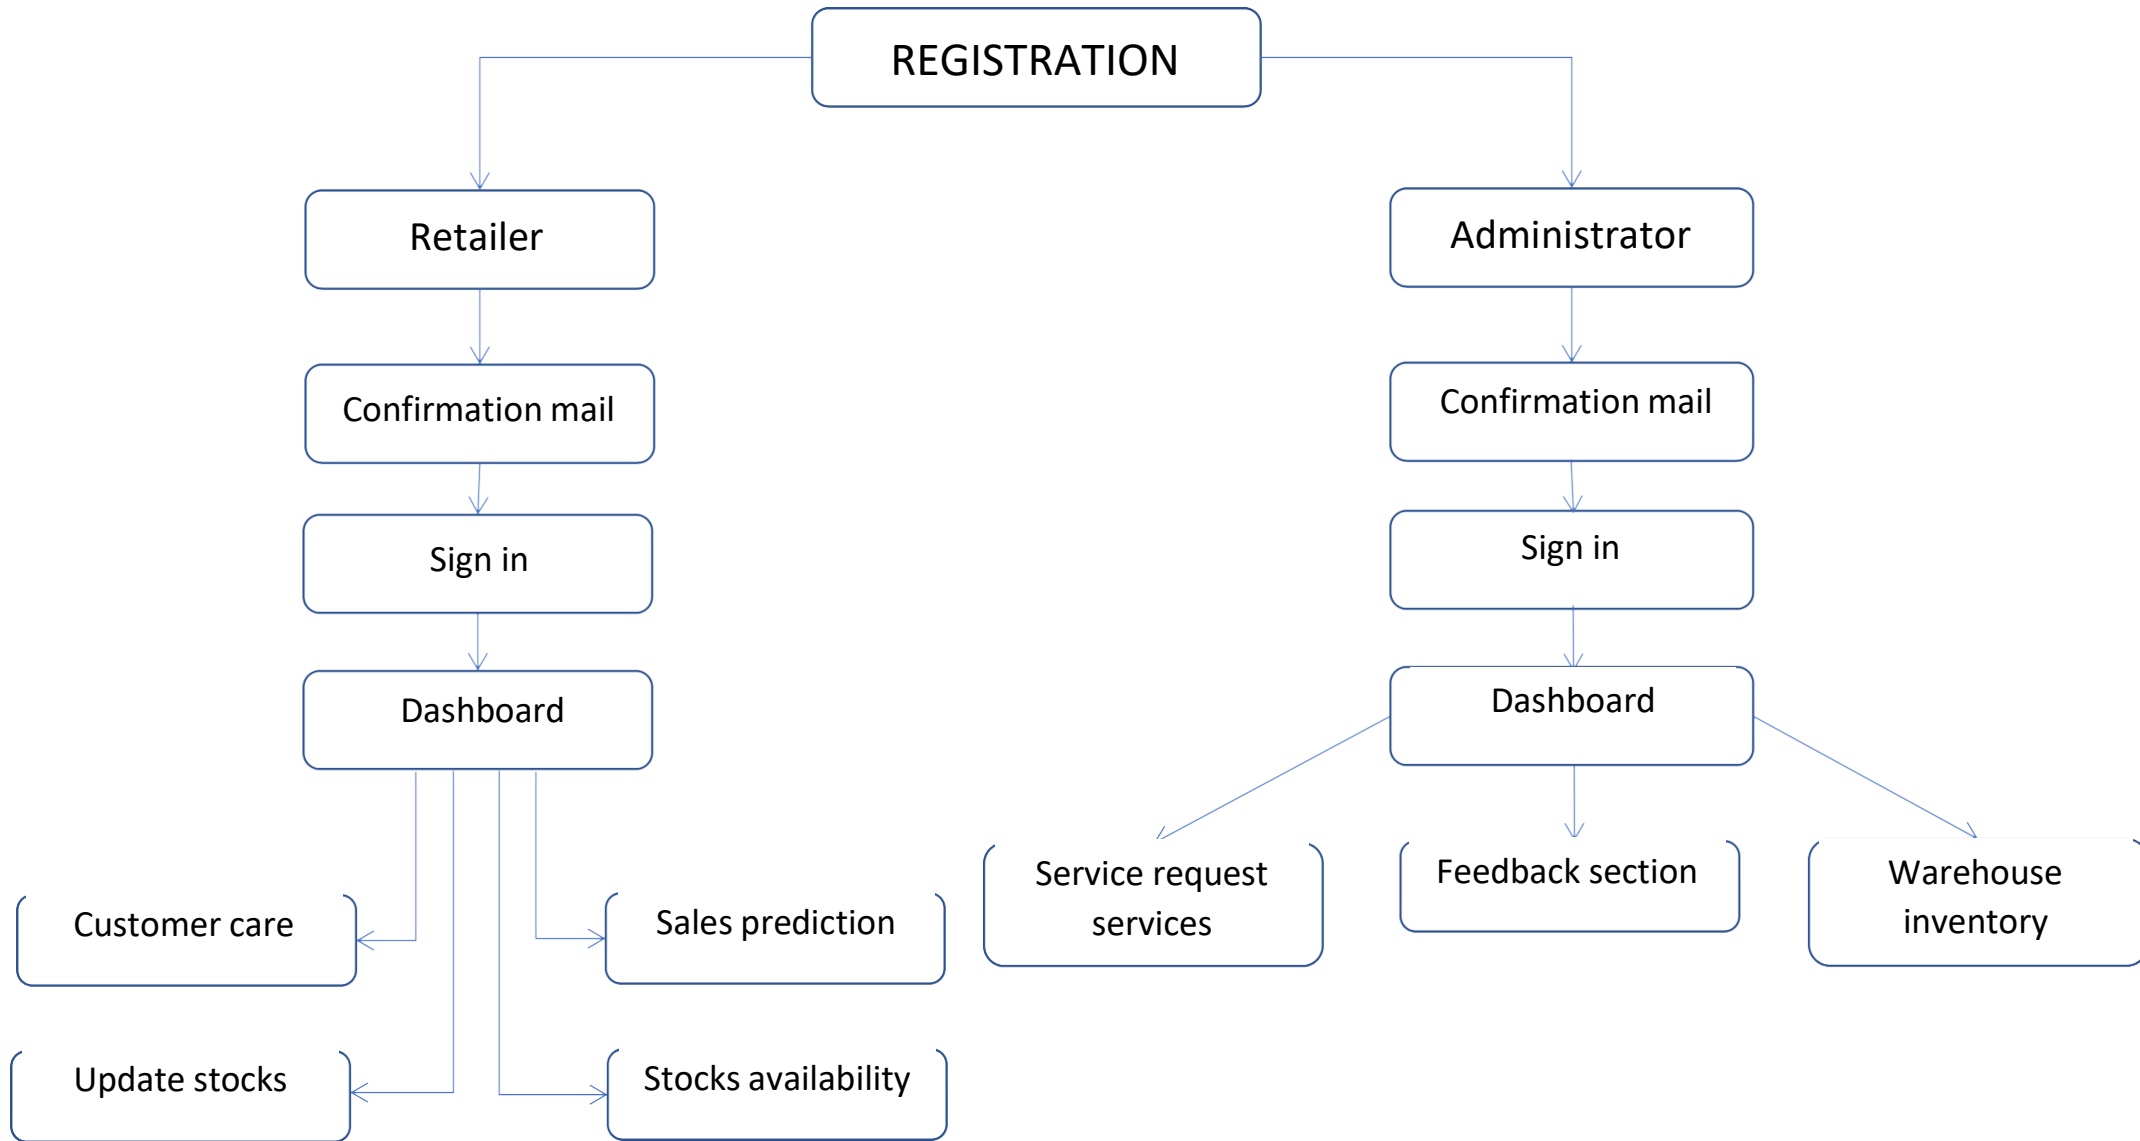 REGISTRATION
Retailer
Administrator
Confirmation mail
Confirmation mail
Sign in
Sign in
Dashboard
Dashboard
Service request
services
Feedback section
Warehouse
inventory
Customer care
Sales prediction
Update stocks
Stocks availability